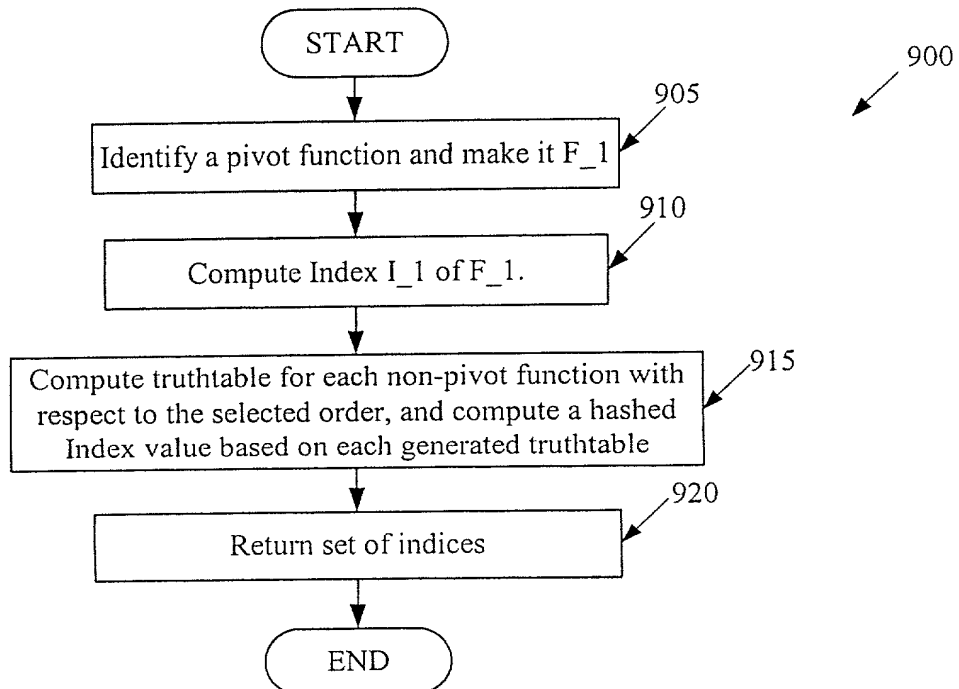 START
900
905
Identify a pivot function and make it F_1
910
Compute Index I_1 of F_1.
915
Compute truthtable for each non-pivot function with
respect to the selected order, and compute a hashed
Index value based on each generated truthtable
920
Return set of indices
END